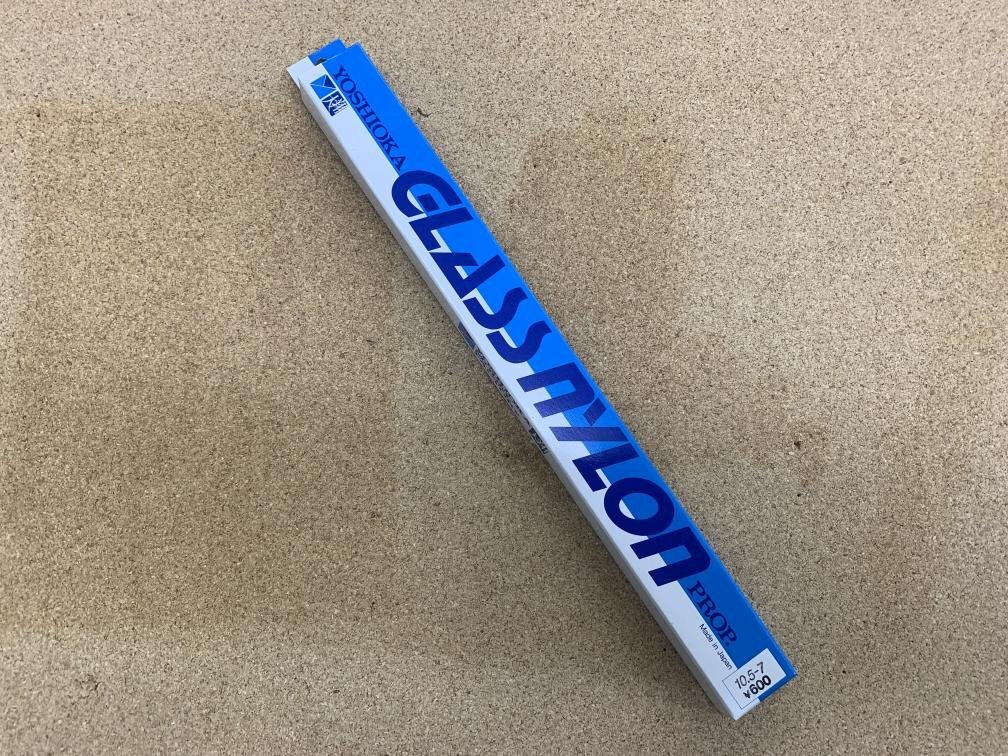 YOSHIOKA
GLASS NYLON
PROP.
Made in Japan
10.5-7
¥600